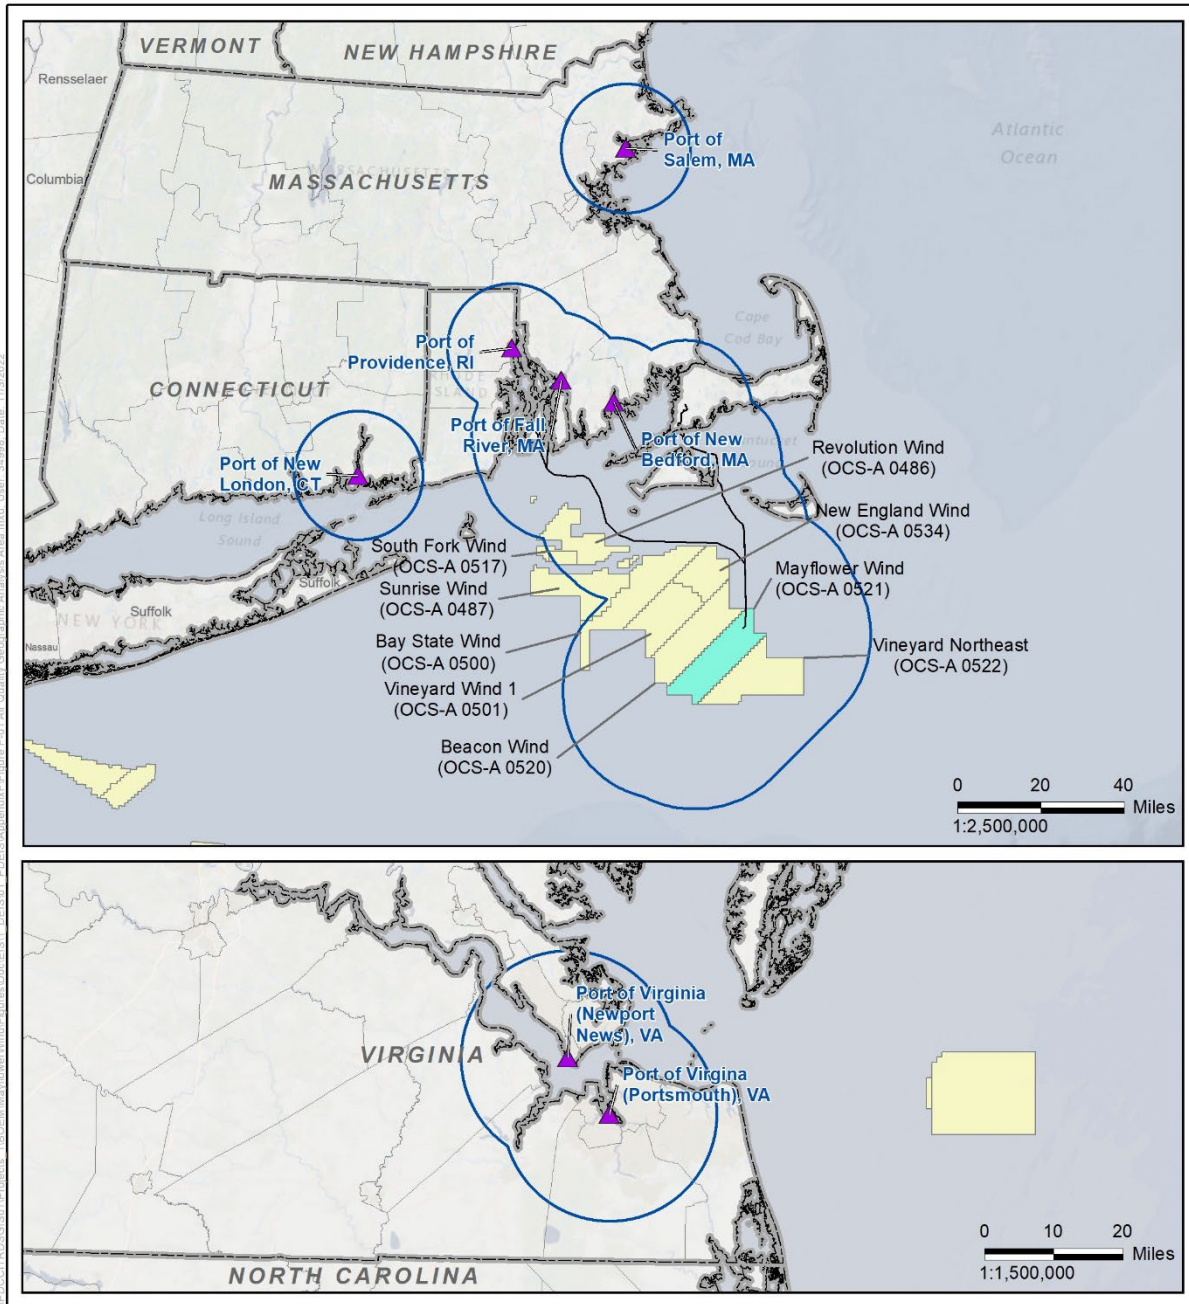 VERMONT
NEW HAMPSHIRE
Rensselaer
Atlantic
Ocean
Port of
Salem, MA
Columbia
MASSACHUSETTS
MASSACHUSETTS
Cape
Cod Bay
Port of
Providence, RI
CONNECTICUT
Port of Fall
River, MA
Port of New
Bedford, MA
Revolution Wind
(OCS-A 0486)
Port of New
London, CT
Long Island
Sound
New England Wind
(OCS-A 0534)
South Fork Wind
(OCS-A 0517)
Mayflower Wind
(OCS-A 0521)
Suffolk
Sunrise Wind
(OCS-A 0487)
Suffolk
NEW YORK
Nassau
Bay State Wind
(OCS-A 0500)
Vineyard Northeast
(OCS-A 0522)
Vineyard Wind 1
(OCS-A 0501)
Beacon Wind
(OCS-A 0520)
0 20 40
Miles
1:2,500,000
Port of Virginia
(Newport
News), VA
VIRGINIA
Port of Virgina
(Portsmouth), VA
0 10 20
Miles
1:1,500,000
NORTH CAROLINA